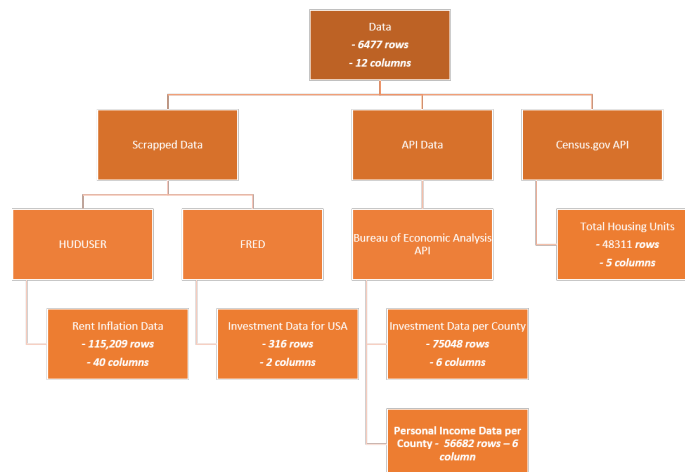 Data
- 6477 rows
- 12 columns
Scrapped Data
API Data
Census.gov API
HUDUSER
FRED
Bureau of Economic Analysis
API
Total Housing Units
- 48311 rows
- 5 columns
Rent Inflation Data
- 115,209 rows
- 40 columns
Investment Data for USA
- 316 rows
- 2 columns
Investment Data per County
- 75048 rows
- 6 columns
Personal Income Data per
County - 56682 rows – 6
column